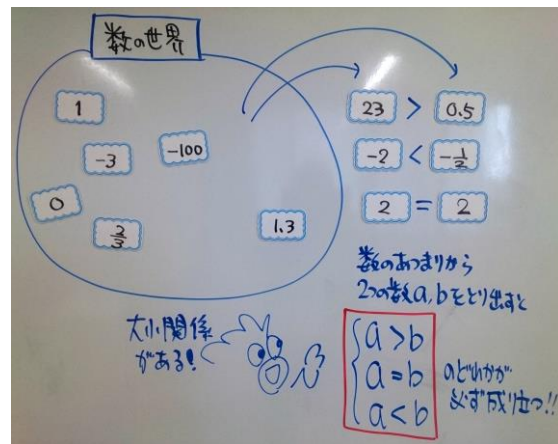 数の世界
1
-3
-100
0
2/3
1.3
23 > 0.5
-2 < -1/2
2 = 2
数のあつまりから
2つの数a,bをとり出すと
大小関係
がある!
a>b
a=b
a<b
のどれかが
必ず成り立つ!!